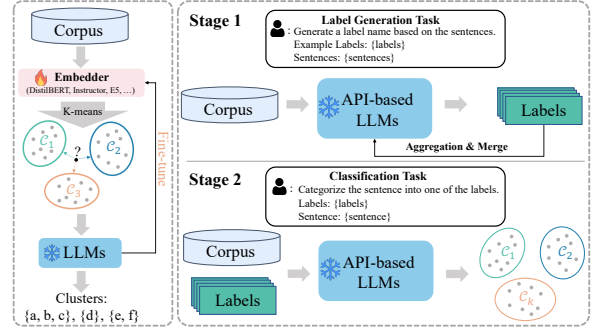 Corpus
Embedder
(DistilBERT, Instructor, E5, ...)
K-means
C1
?
C2
C3
Fine-tune
LLMs
Clusters:
{a, b, c}, {d}, {e, f}
Stage 1
Label Generation Task
: Generate a label name based on the sentences.
Example Labels: {labels}
Sentences: {sentences}
Corpus
API-based
LLMs
Labels
Aggregation & Merge
Stage 2
Classification Task
: Categorize the sentence into one of the labels.
Labels: {labels}
Sentence: {sentence}
Corpus
Labels
API-based
LLMs
C1
C2
Ck